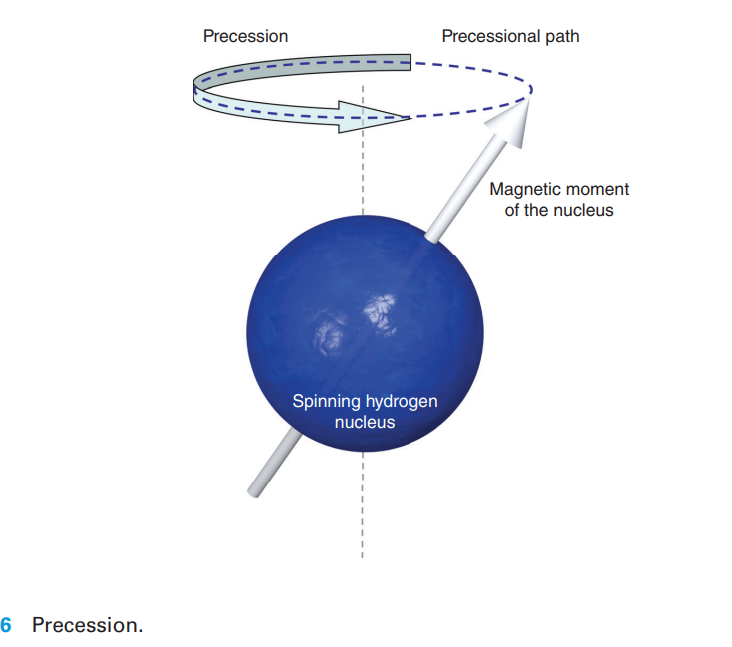 Precession
Precessional path
Magnetic moment
of the nucleus
Spinning hydrogen
nucleus
6 Precession.